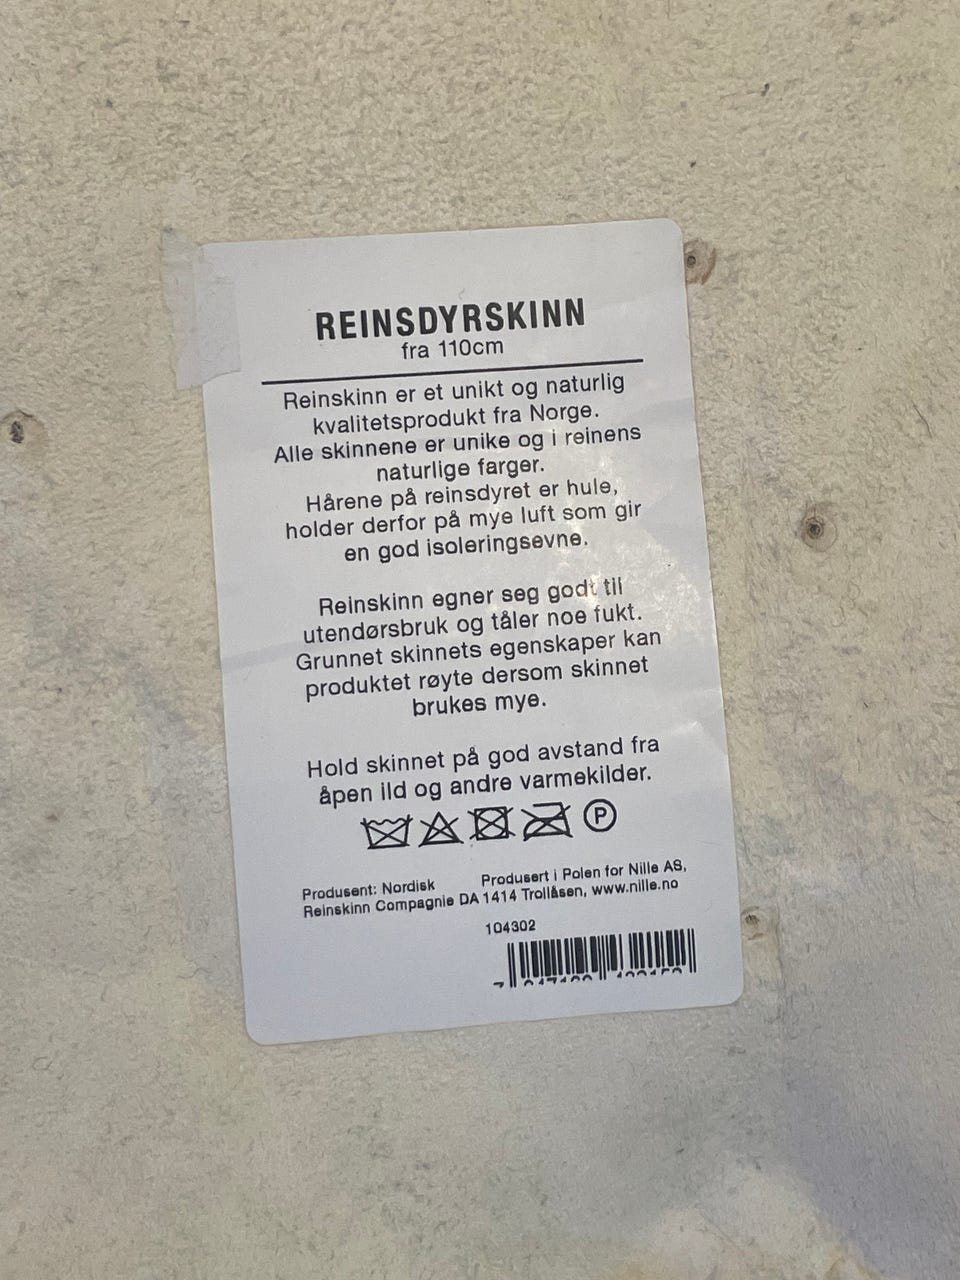 REINSDYRSKINN
fra 110cm
Reinskinn er et unikt og naturlig
kvalitetsprodukt fra Norge.
Alle skinnene er unike og i reinens
naturlige farger.
Hårene på reinsdyret er hule,
holder derfor på mye luft som gir
en god isoleringsevne.
Reinskinn egner seg godt til
utendørsbruk og tåler noe fukt.
Grunnet skinnets egenskaper kan
produktet røyte dersom skinnet
brukes mye.
Hold skinnet på god avstand fra
åpen ild og andre varmekilder.
P
Produsent: Nordisk
Reinskinn Compagnie DA
Produsert i Polen for Nille AS,
1414 Trollåsen, www.nille.no
104302